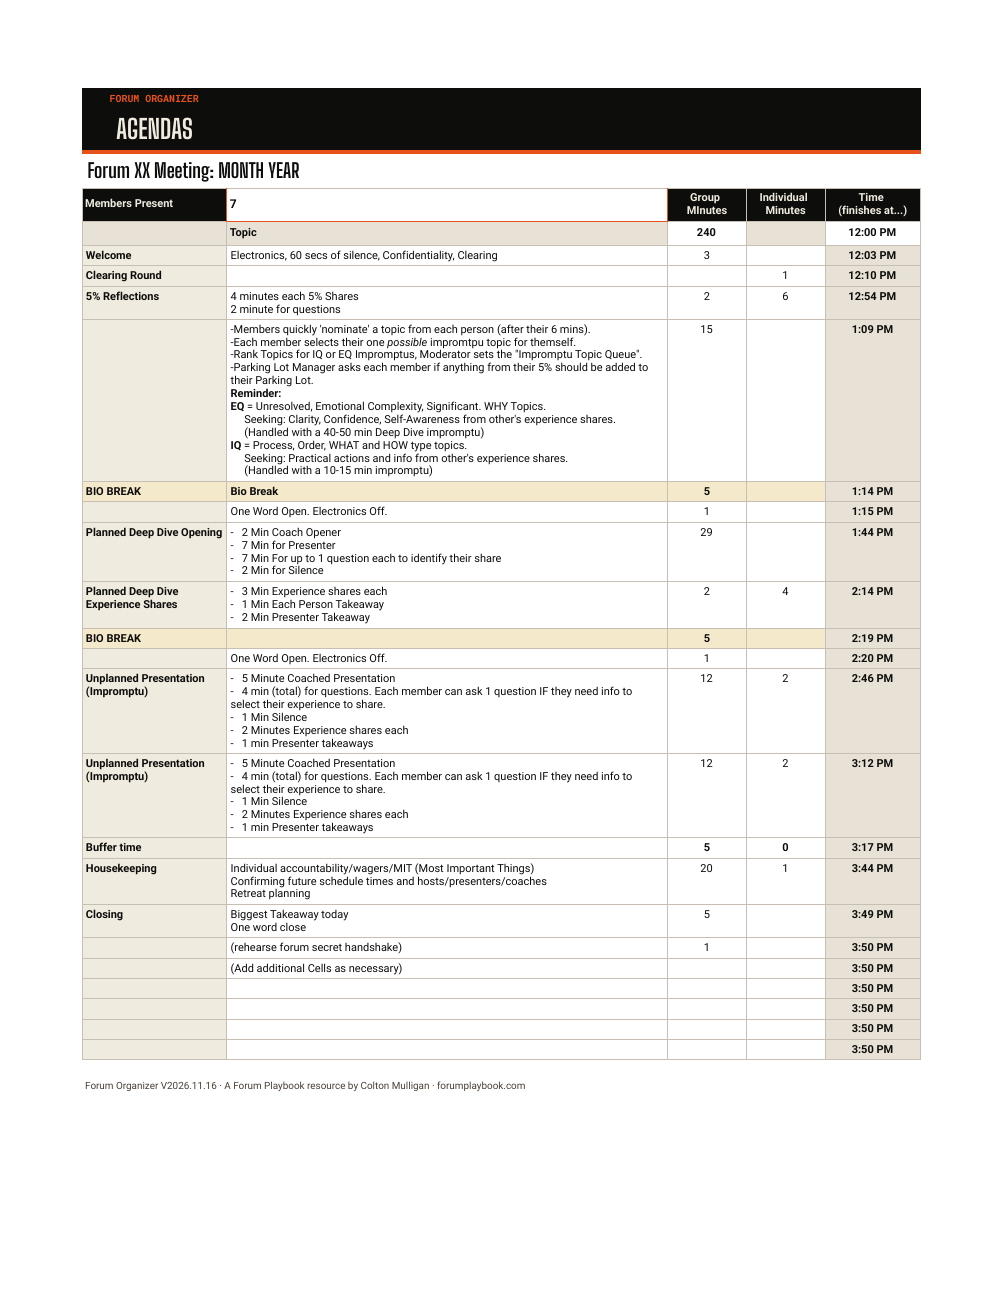 FORUM ORGANIZER
AGENDAS
Forum XX Meeting: MONTH YEAR
Members Present 7 Group MInutes Individual Minutes Time (finishes at...)
Topic 240 12:00 PM
Welcome Electronics, 60 secs of silence, Confidentiality, Clearing 3 12:03 PM
Clearing Round 1 12:10 PM
5% Reflections 4 minutes each 5% Shares 2 6 12:54 PM
2 minute for questions
-Members quickly 'nominate' a topic from each person (after their 6 mins). 15 1:09 PM
-Each member selects their one possible impromtpu topic for themself.
-Rank Topics for IQ or EQ Impromptus, Moderator sets the "Impromptu Topic Queue".
-Parking Lot Manager asks each member if anything from their 5% should be added to
their Parking Lot.
Reminder:
EQ = Unresolved, Emotional Complexity, Significant. WHY Topics.
Seeking: Clarity, Confidence, Self-Awareness from other's experience shares.
(Handled with a 40-50 min Deep Dive impromptu)
IQ = Process, Order, WHAT and HOW type topics.
Seeking: Practical actions and info from other's experience shares.
(Handled with a 10-15 min impromptu)
BIO BREAK Bio Break 5 1:14 PM
One Word Open. Electronics Off. 1 1:15 PM
Planned Deep Dive Opening - 2 Min Coach Opener 29 1:44 PM
- 7 Min for Presenter
- 7 Min For up to 1 question each to identify their share
- 2 Min for Silence
Planned Deep Dive - 3 Min Experience shares each 2 4 2:14 PM
Experience Shares - 1 Min Each Person Takeaway
- 2 Min Presenter Takeaway
BIO BREAK 5 2:19 PM
One Word Open. Electronics Off. 1 2:20 PM
Unplanned Presentation - 5 Minute Coached Presentation 12 2 2:46 PM
(Impromptu) - 4 min (total) for questions. Each member can ask 1 question IF they need info to
select their experience to share.
- 1 Min Silence
- 2 Minutes Experience shares each
- 1 min Presenter takeaways
Unplanned Presentation - 5 Minute Coached Presentation 12 2 3:12 PM
(Impromptu) - 4 min (total) for questions. Each member can ask 1 question IF they need info to
select their experience to share.
- 1 Min Silence
- 2 Minutes Experience shares each
- 1 min Presenter takeaways
Buffer time 5 0 3:17 PM
Housekeeping Individual accountability/wagers/MIT (Most Important Things) 20 1 3:44 PM
Confirming future schedule times and hosts/presenters/coaches
Retreat planning
Closing Biggest Takeaway today 5 3:49 PM
One word close
(rehearse forum secret handshake) 1 3:50 PM
(Add additional Cells as necessary) 3:50 PM
3:50 PM
3:50 PM
3:50 PM
3:50 PM
Forum Organizer V2026.11.16 · A Forum Playbook resource by Colton Mulligan · forumplaybook.com